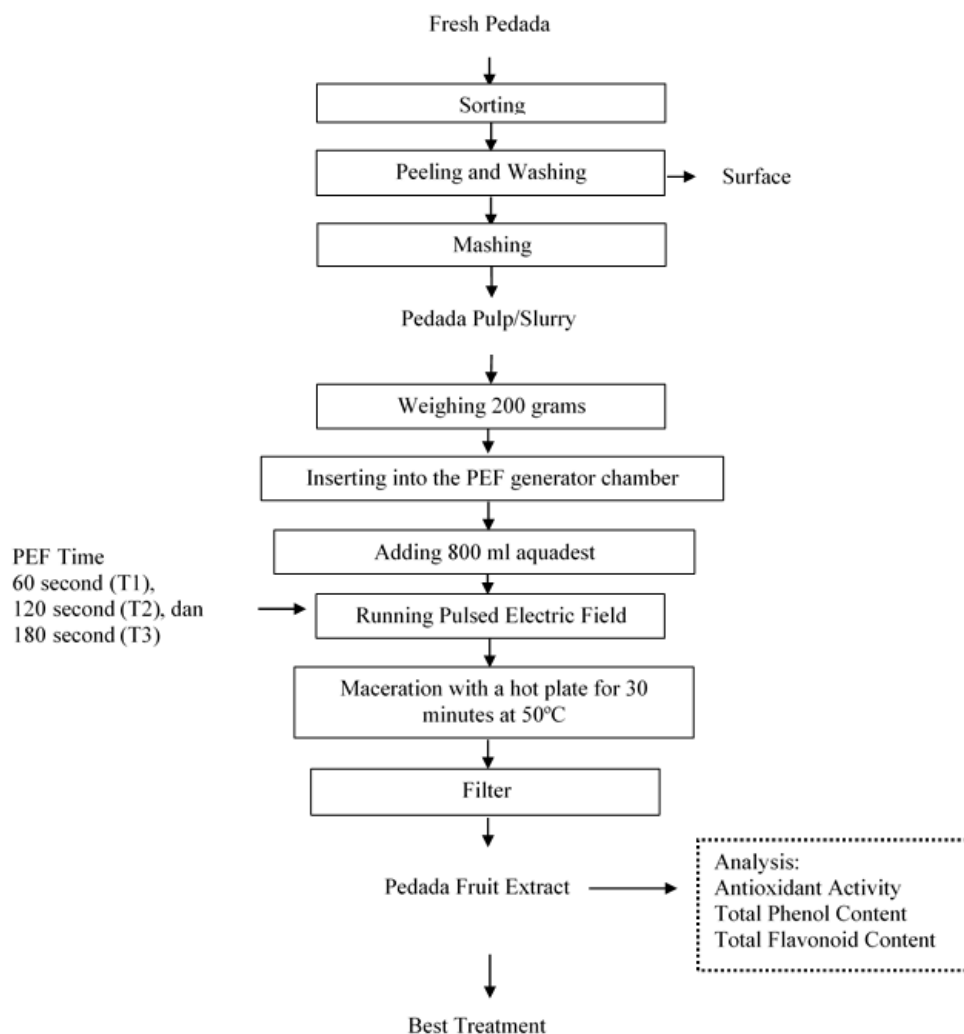 Fresh Pedada
Sorting
Peeling and Washing
Surface
Mashing
Pedada Pulp/Slurry
Weighing 200 grams
Inserting into the PEF generator chamber
Adding 800 ml aquadest
PEF Time
60 second (T1),
120 second (T2), dan
180 second (T3)
Running Pulsed Electric Field
Maceration with a hot plate for 30
minutes at 50ºC
Filter
Pedada Fruit Extract
Analysis:
Antioxidant Activity
Total Phenol Content
Total Flavonoid Content
Best Treatment